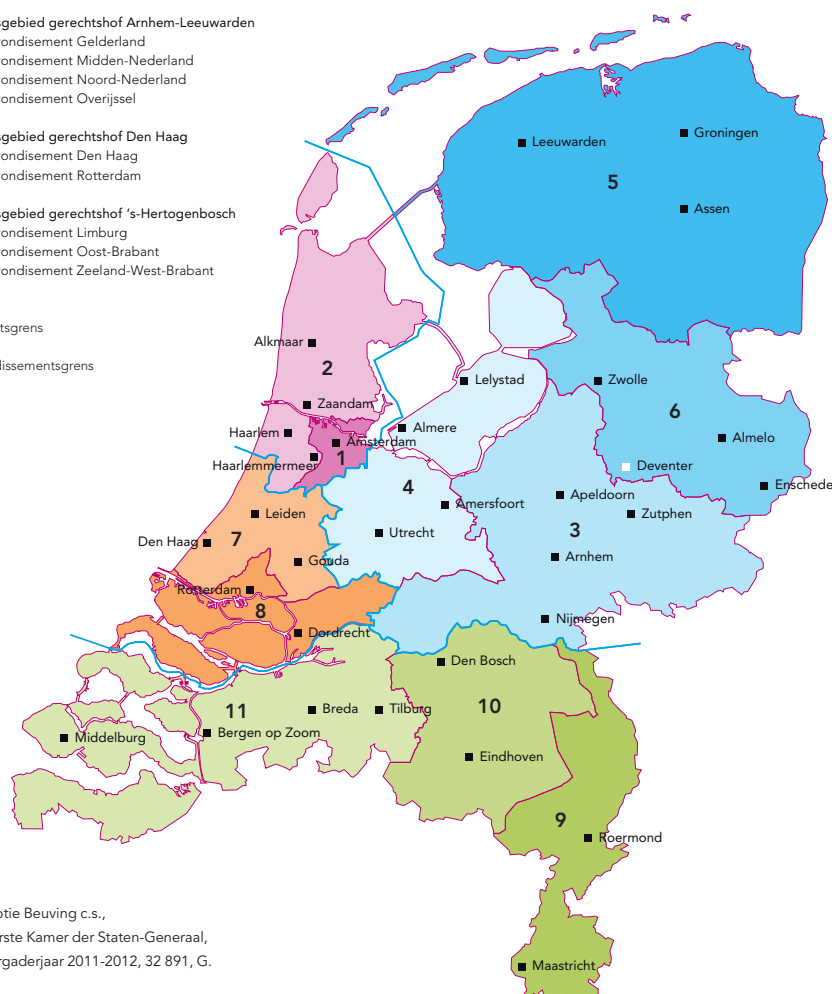 sgebied gerechtshof Arnhem-Leeuwarden
ondisement Gelderland
ondisement Midden-Nederland
ondisement Noord-Nederland
ondisement Overijssel
sgebied gerechtshof Den Haag
ondisement Den Haag
ondisement Rotterdam
sgebied gerechtshof ‘s-Hertogenbosch
ondisement Limburg
ondisement Oost-Brabant
ondisement Zeeland-West-Brabant
tsgrens
dissementsgrens
Leeuwarden
Groningen
5
Assen
Alkmaar
2
Lelystad
Zwolle
Zaandam
6
Haarlem
Almere
Amsterdam
Almelo
Haarlemmermeer
1
Deventer
4
Enschede
Apeldoorn
Amersfoort
Leiden
Zutphen
Utrecht
3
Den Haag
7
Gouda
Arnhem
Rotterdam
8
Nijmegen
Dordrecht
Den Bosch
11
Breda
Tilburg
10
Bergen op Zoom
Middelburg
Eindhoven
9
Roermond
otie Beuving c.s.,
rste Kamer der Staten-Generaal,
rgaderjaar 2011-2012, 32 891, G.
Maastricht